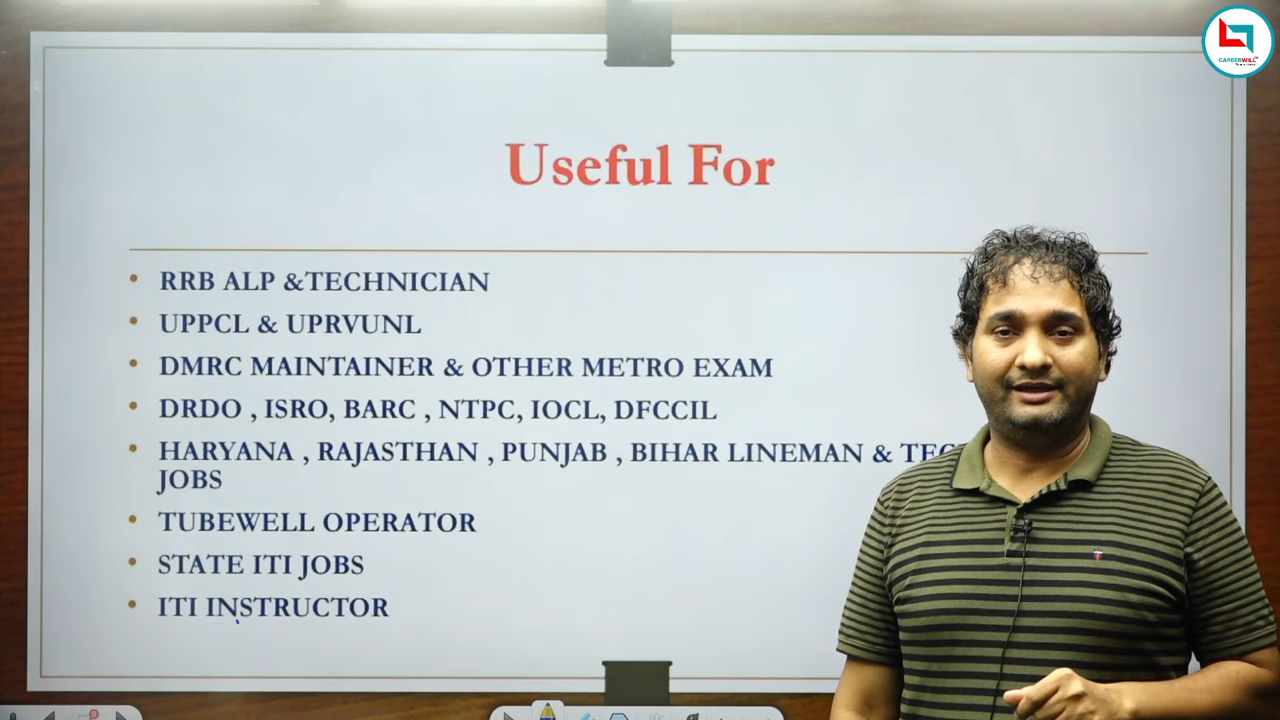 CAREERWILL
Useful For
• RRB ALP &TECHNICIAN
• UPPCL & UPRVUNL
• DMRC MAINTAINER & OTHER METRO EXAM
• DRDO , ISRO, BARC , NTPC, IOCL, DFCCIL
• HARYANA , RAJASTHAN , PUNJAB , BIHAR LINEMAN &
JOBS
• TUBEWELL OPERATOR
• STATE ITI JOBS
• ITI INSTRUCTOR